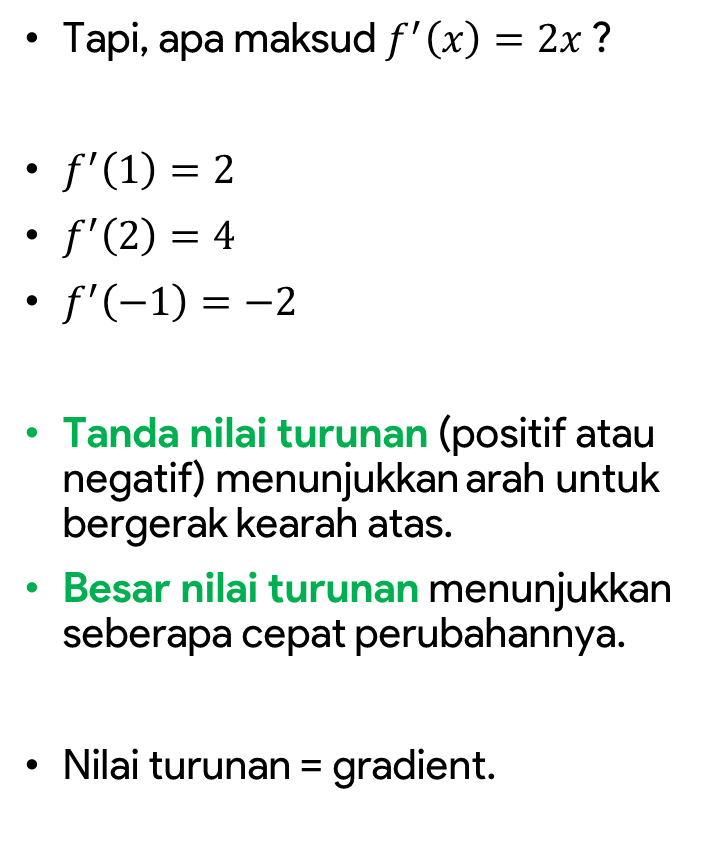 • Tapi, apa maksud f′(x) = 2x ?
• f′(1) = 2
• f′(2) = 4
• f′(−1) = −2
• Tanda nilai turunan (positif atau
negatif) menunjukkan arah untuk
bergerak kearah atas.
• Besar nilai turunan menunjukkan
seberapa cepat perubahannya.
• Nilai turunan = gradient.